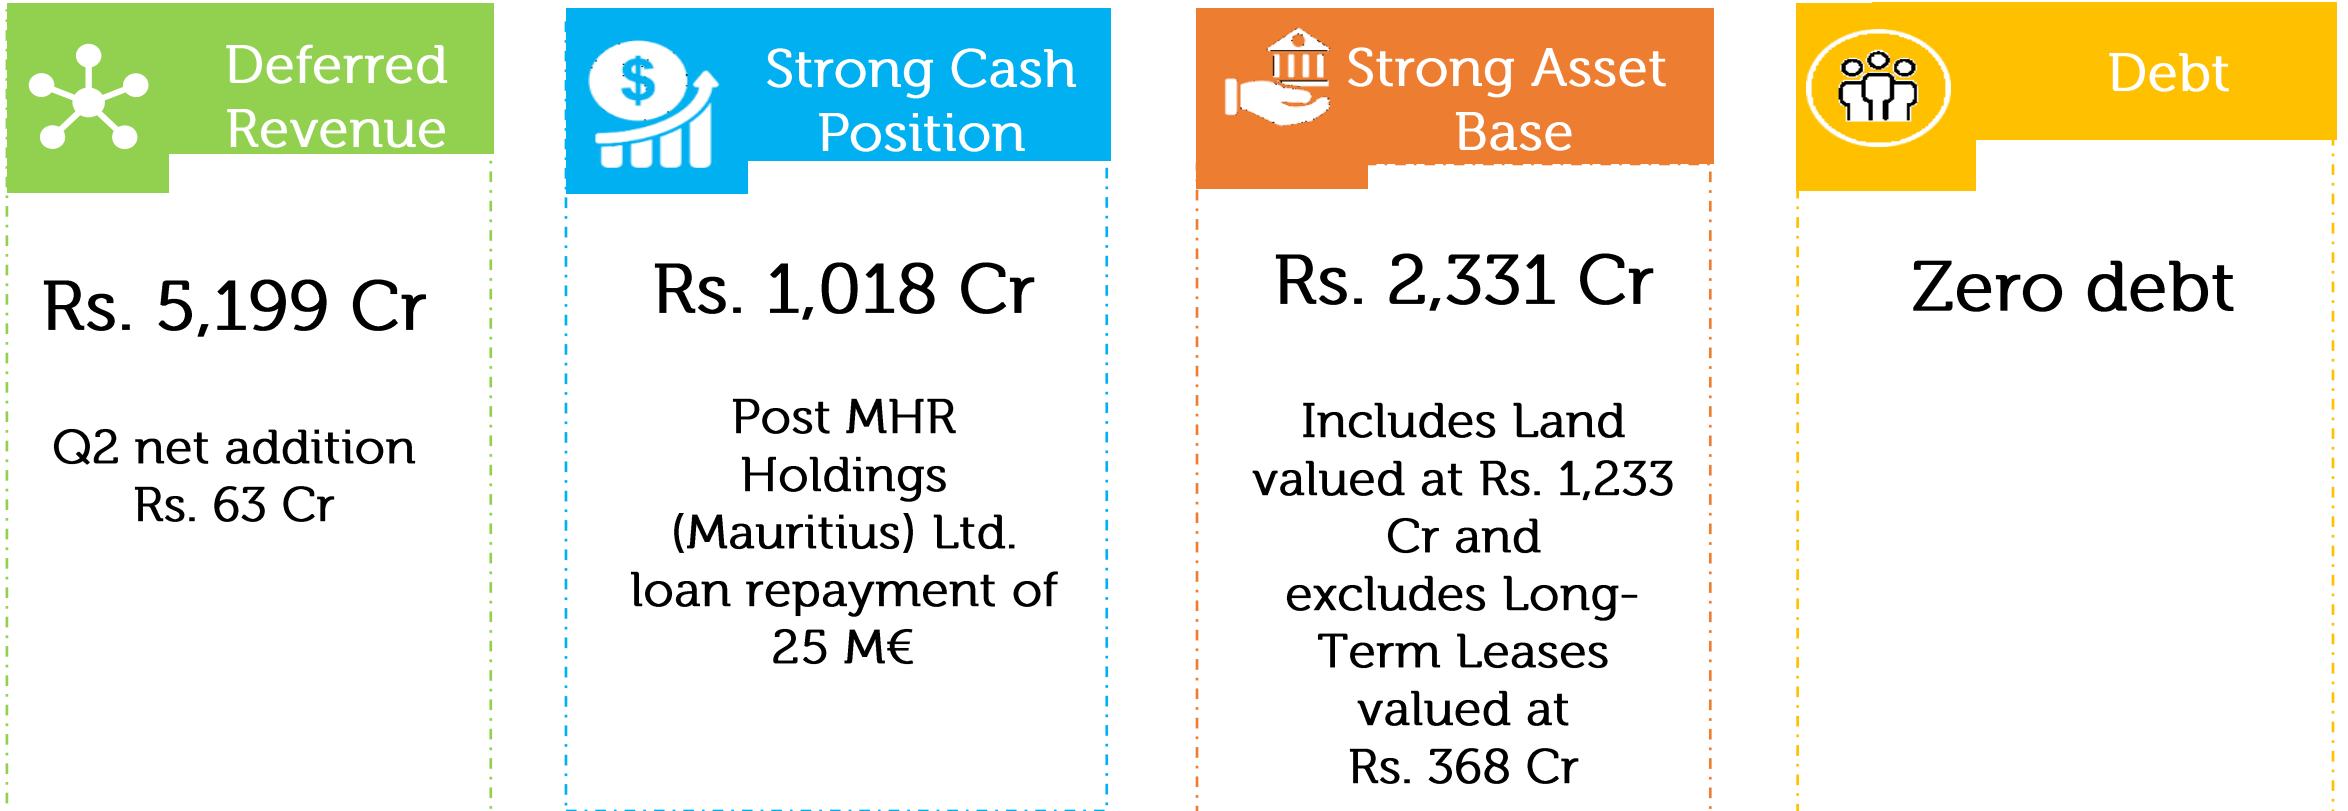 Deferred
Revenue
Rs. 5,199 Cr
Q2 net addition
Rs. 63 Cr
$
Strong Cash
Position
Rs. 1,018 Cr
Post MHR
Holdings
(Mauritius) Ltd.
loan repayment of
25 M€
Strong Asset
Base
Rs. 2,331 Cr
Includes Land
valued at Rs. 1,233
Cr and
excludes Long-
Term Leases
valued at
Rs. 368 Cr
Debt
Zero debt